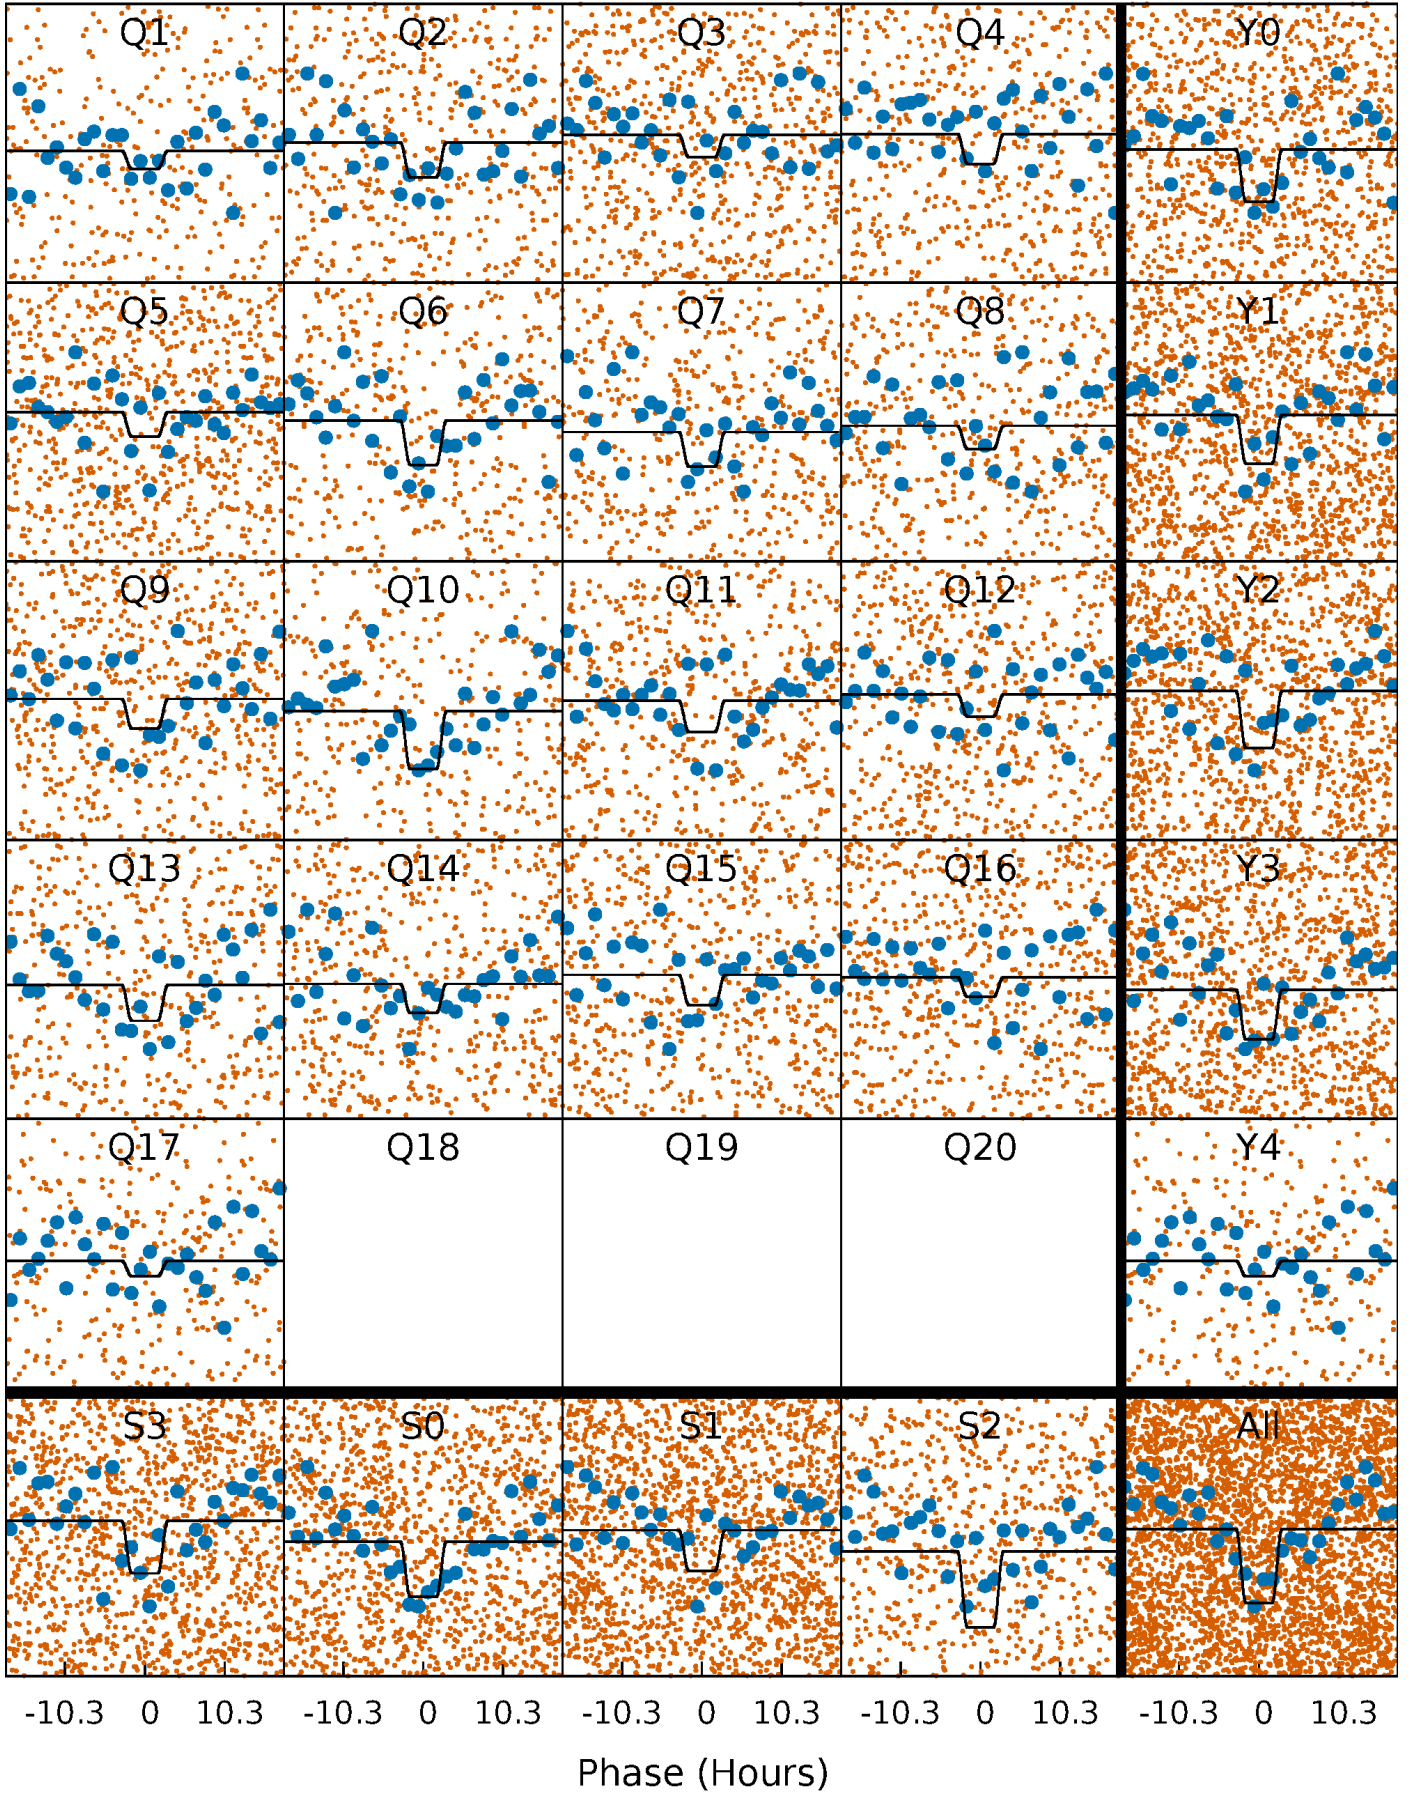 Q1 Q2 Q3 Q4 Y0
Q5 Q6 Q7 Q8 Y1
Q9 Q10 Q11 Q12 Y2
Q13 Q14 Q15 Q16 Y3
Q17 Q18 Q19 Q20 Y4
S3 S0 S1 S2 All
-10.3 0 10.3 -10.3 0 10.3 -10.3 0 10.3 -10.3 0 10.3 -10.3 0 10.3
Phase (Hours)